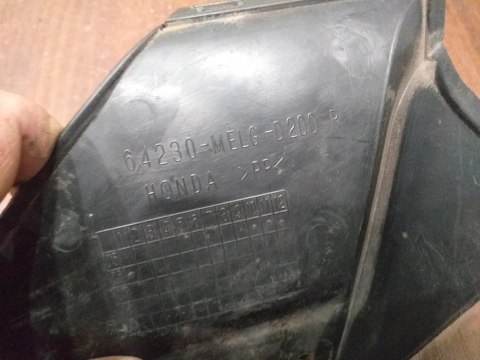 64230-MELG-D200 P
HONDA >PP<
1 2 3 4 5 6 7 8 9 10 11 12